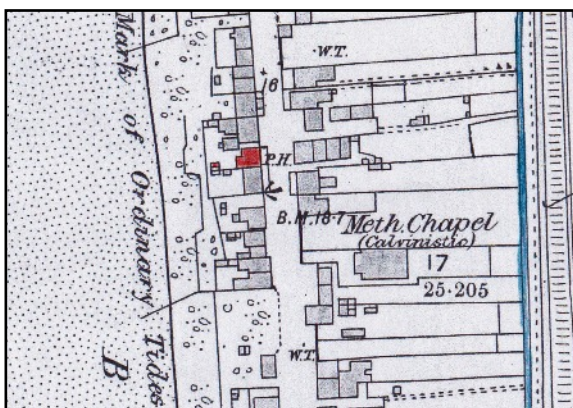 W.T.
16
P.H.
B.M.18·7
Meth. Chapel
(Calvinistic)
17
25·205
W.T.
C
Mark of Ordinary Tides
B